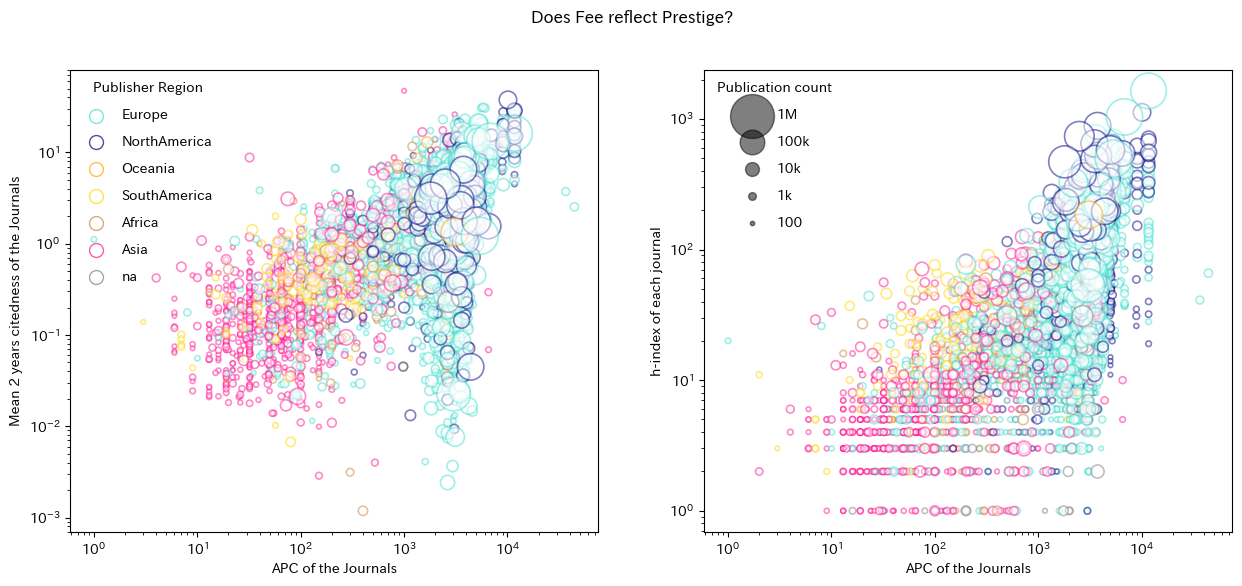 Does Fee reflect Prestige?
Mean 2 years citedness of the Journals
10¹
10⁰
10⁻¹
10⁻²
10⁻³
Publisher Region
Europe
NorthAmerica
Oceania
SouthAmerica
Africa
Asia
na
10⁰ 10¹ 10² 10³ 10⁴
APC of the Journals
h-index of each journal
10³
10²
10¹
10⁰
Publication count
1M
100k
10k
1k
100
10⁰ 10¹ 10² 10³ 10⁴
APC of the Journals